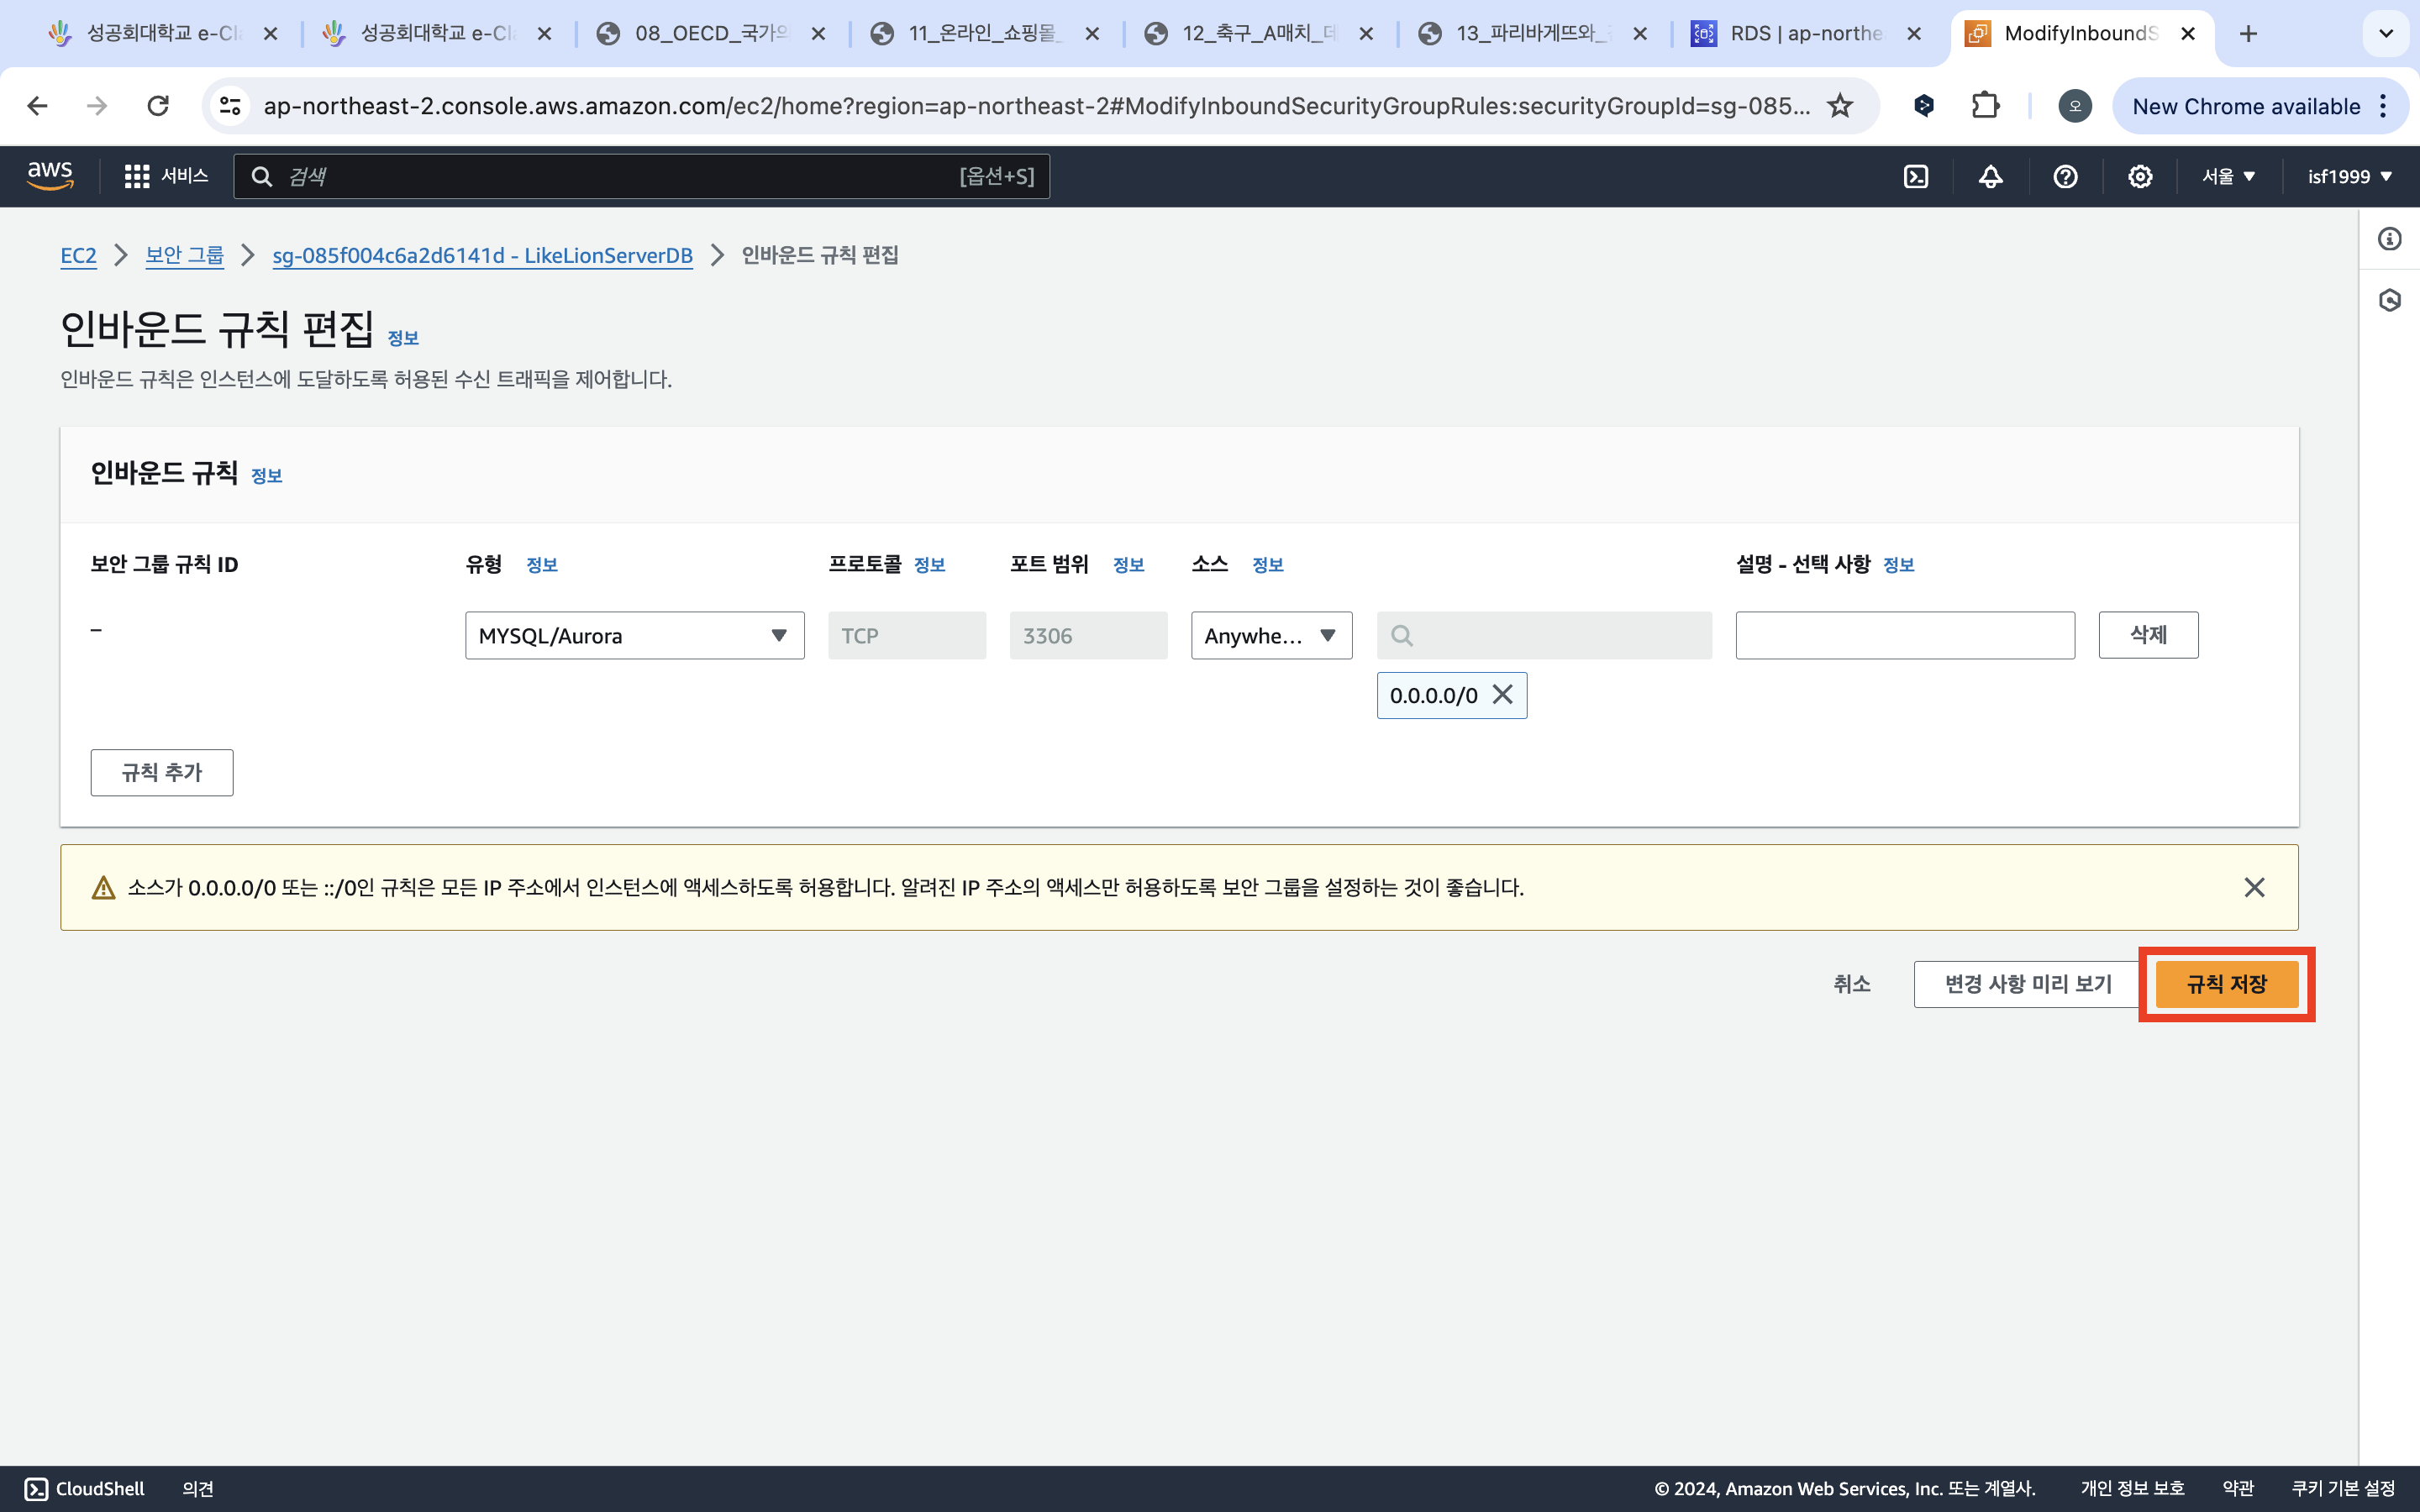 성공회대학교 e-Cl
성공회대학교 e-Cl
08_OECD_국가의
11_온라인_쇼핑몰_
12_축구_A매치_데
13_파리바게뜨와_
RDS | ap-northe
ModifyInboundS
ap-northeast-2.console.aws.amazon.com/ec2/home?region=ap-northeast-2#ModifyInboundSecurityGroupRules:securityGroupId=sg-085...
오
New Chrome available
aws
서비스
검색
[옵션+S]
서울
isf1999
EC2
보안 그룹
sg-085f004c6a2d6141d - LikeLionServerDB
인바운드 규칙 편집
인바운드 규칙 편집 정보
인바운드 규칙은 인스턴스에 도달하도록 허용된 수신 트래픽을 제어합니다.
인바운드 규칙 정보
보안 그룹 규칙 ID
유형 정보
프로토콜 정보
포트 범위 정보
소스 정보
설명 - 선택 사항 정보
–
MYSQL/Aurora
TCP
3306
Anywhe...
삭제
0.0.0.0/0
규칙 추가
소스가 0.0.0.0/0 또는 ::/0인 규칙은 모든 IP 주소에서 인스턴스에 액세스하도록 허용합니다. 알려진 IP 주소의 액세스만 허용하도록 보안 그룹을 설정하는 것이 좋습니다.
취소
변경 사항 미리 보기
규칙 저장
CloudShell
의견
© 2024, Amazon Web Services, Inc. 또는 계열사.
개인 정보 보호
약관
쿠키 기본 설정